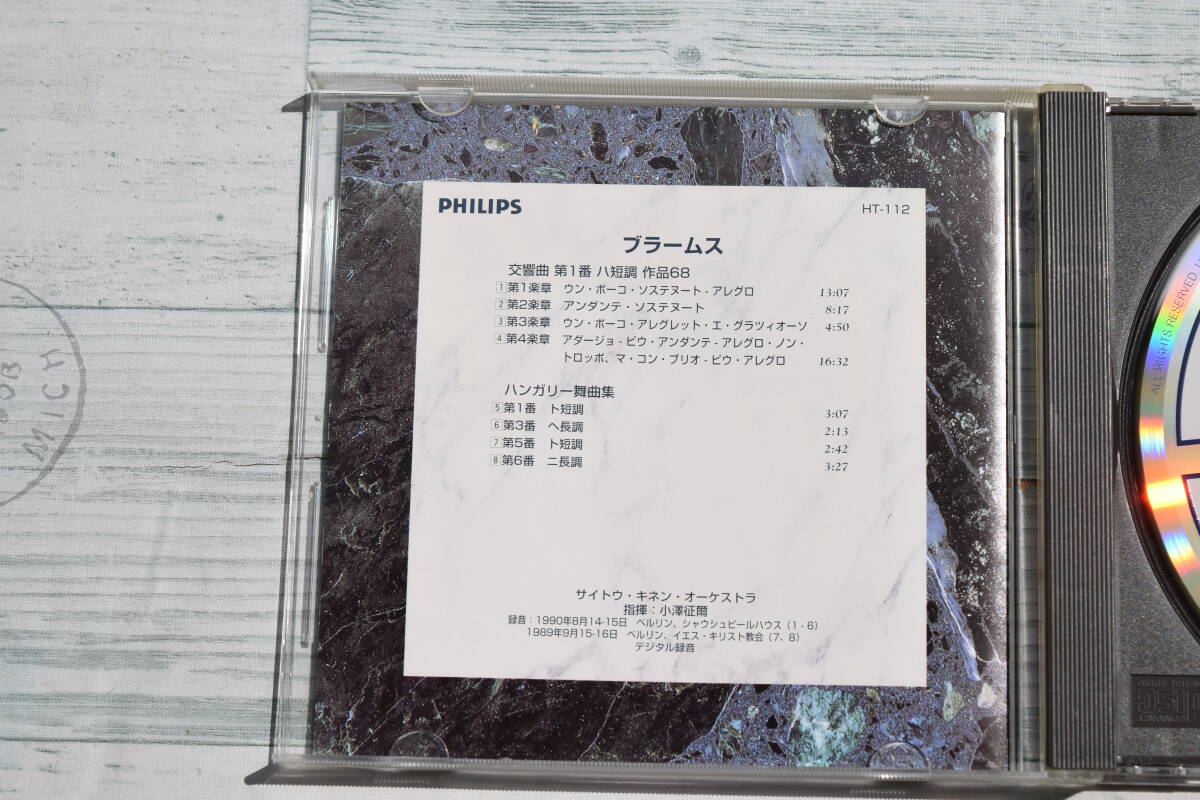 PHILIPS
HT-112
ブラームス
交響曲 第1番 ハ短調 作品68
1 第1楽章 ウン・ポーコ・ソステヌート - アレグロ 13:07
2 第2楽章 アンダンテ・ソステヌート 8:17
3 第3楽章 ウン・ポーコ・アレグレット・エ・グラツィオーソ 4:50
4 第4楽章 アダージョ - ピウ・アンダンテ - アレグロ・ノン・
トロッポ、マ・コン・ブリオ - ピウ・アレグロ 16:32
ハンガリー舞曲集
5 第1番 ト短調 3:07
6 第3番 ヘ長調 2:13
7 第5番 ト短調 2:42
8 第6番 ニ長調 3:27
サイトウ・キネン・オーケストラ
指揮：小澤征爾
録音：1990年8月14-15日 ベルリン、シャウシュピールハウス（1 - 6）
1989年9月15-16日 ベルリン、イエス・キリスト教会（7、8）
デジタル録音
ALL RIGHTS RESERVED
MICH